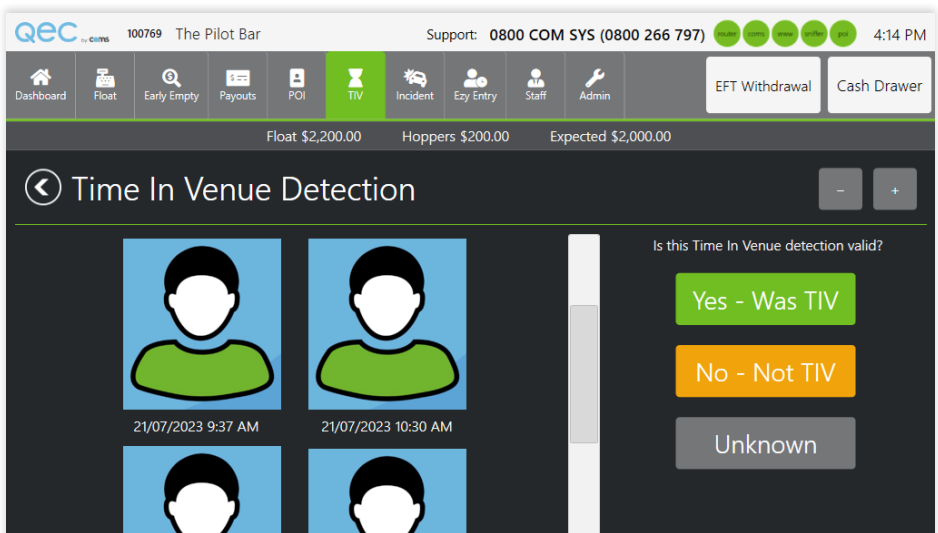 QEC by coms 100769 The Pilot Bar Support: 0800 COM SYS (0800 266 797) router coms www sniffer poi 4:14 PM
Dashboard Float Early Empty Payouts POI TIV Incident Ezy Entry Staff Admin EFT Withdrawal Cash Drawer
Float $2,200.00 Hoppers $200.00 Expected $2,000.00
Time In Venue Detection - +
Is this Time In Venue detection valid?
Yes - Was TIV
No - Not TIV
21/07/2023 9:37 AM 21/07/2023 10:30 AM
Unknown